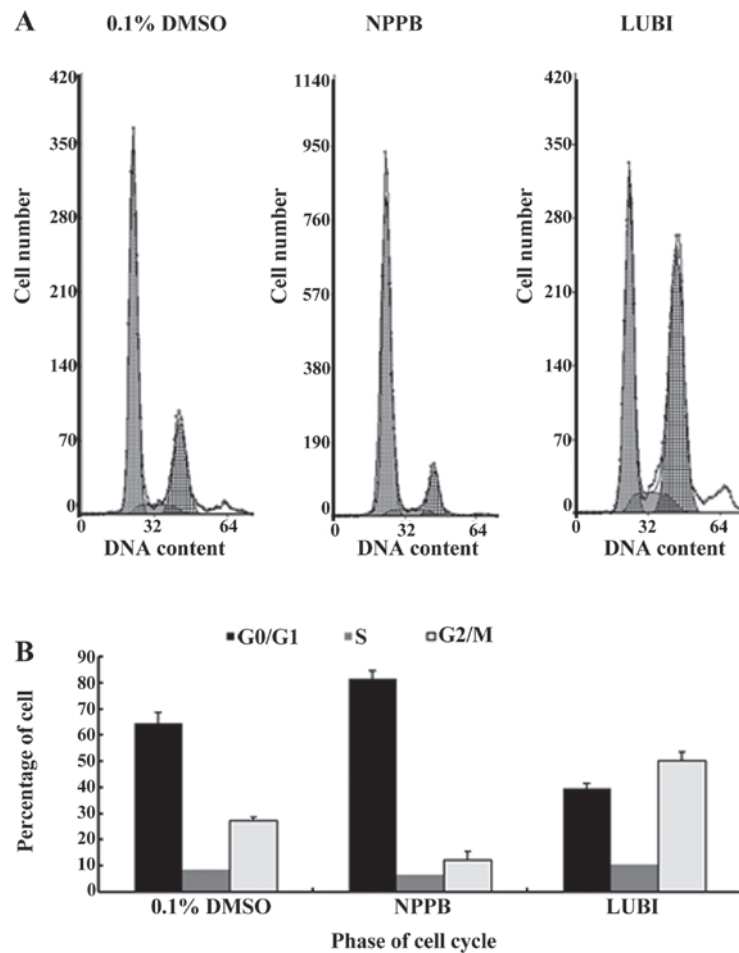 A
0.1% DMSO NPPB LUBI
420
350
280
210
140
70
0
Cell number
0 32 64
DNA content
1140
950
760
570
380
190
0
Cell number
0 32 64
DNA content
420
350
280
210
140
70
0
Cell number
0 32 64
DNA content
B
G0/G1 S G2/M
90
80
70
60
50
40
30
20
10
0
Percentage of cell
0.1% DMSO NPPB LUBI
Phase of cell cycle